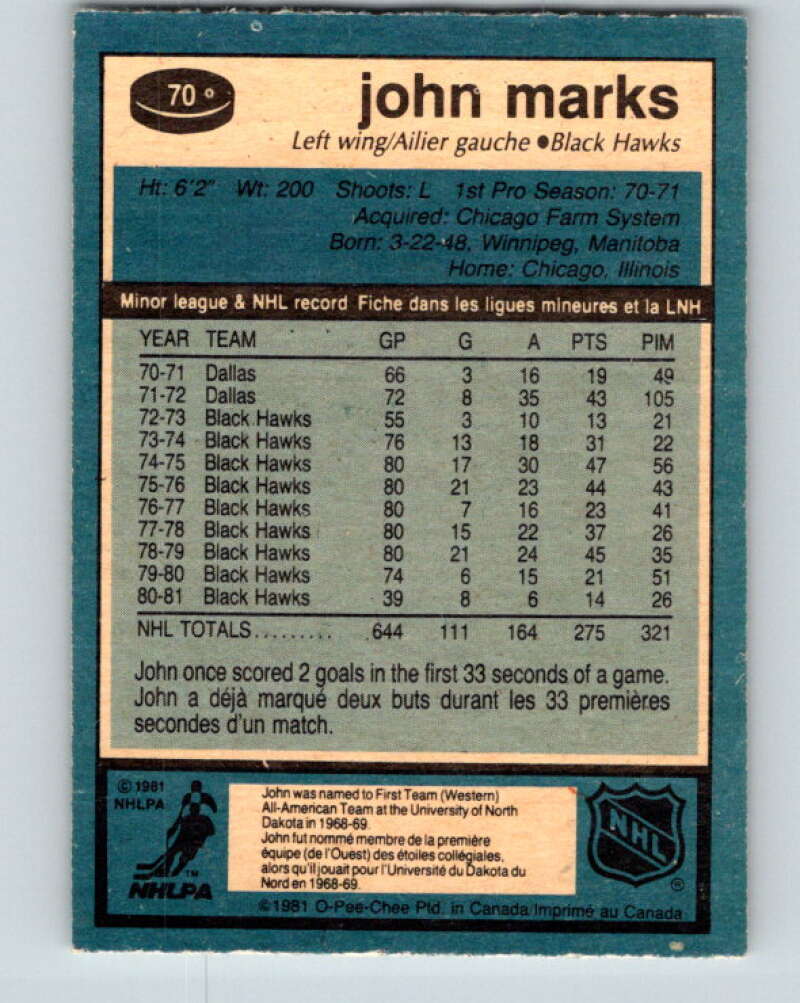 70
john marks
Left wing/Ailier gauche ●Black Hawks
Ht: 6'2" Wt: 200 Shoots: L 1st Pro Season: 70-71
Acquired: Chicago Farm System
Born: 3-22-48, Winnipeg, Manitoba
Home: Chicago, Illinois
Minor league & NHL record Fiche dans les ligues mineures et la LNH
YEAR TEAM GP G A PTS PIM
70-71 Dallas 66 3 16 19 49
71-72 Dallas 72 8 35 43 105
72-73 Black Hawks 55 3 10 13 21
73-74 Black Hawks 76 13 18 31 22
74-75 Black Hawks 80 17 30 47 56
75-76 Black Hawks 80 21 23 44 43
76-77 Black Hawks 80 7 16 23 41
77-78 Black Hawks 80 15 22 37 26
78-79 Black Hawks 80 21 24 45 35
79-80 Black Hawks 74 6 15 21 51
80-81 Black Hawks 39 8 6 14 26
NHL TOTALS......... 644 111 164 275 321
John once scored 2 goals in the first 33 seconds of a game.
John a déjà marqué deux buts durant les 33 premières
secondes d'un match.
© 1981
NHLPA
TM
NHLPA
John was named to First Team (Western)
All-American Team at the University of North
Dakota in 1968-69.
John fut nommé membre de la première
équipe (de l'Ouest) des étoiles collégiales,
alors qu'il jouait pour l'Université du Dakota du
Nord en 1968-69.
NHL
®
©1981 O-Pee-Chee Ptd. in Canada/Imprimé au Canada